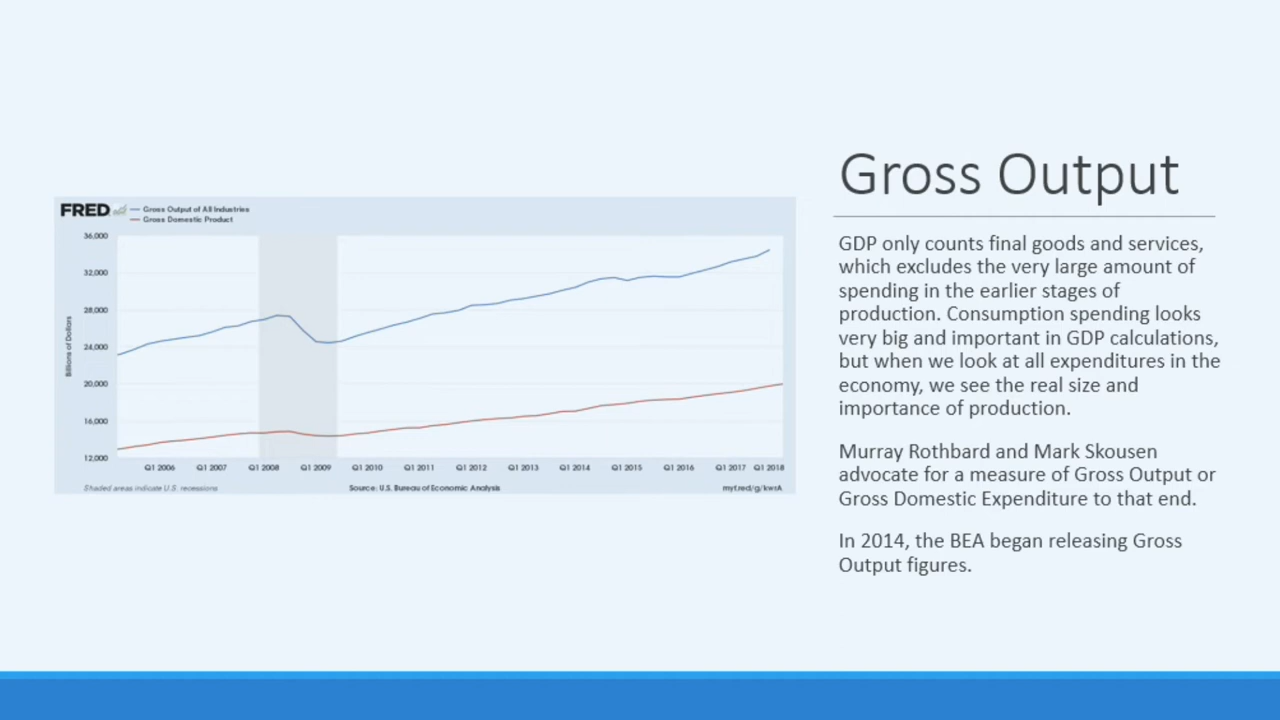 Gross Output
FRED
Gross Output of All Industries
Gross Domestic Product
36,000
32,000
28,000
24,000
20,000
16,000
12,000
Billions of Dollars
Q1 2006 Q1 2007 Q1 2008 Q1 2009 Q1 2010 Q1 2011 Q1 2012 Q1 2013 Q1 2014 Q1 2015 Q1 2016 Q1 2017 Q1 2018
Shaded areas indicate U.S. recessions Source: U.S. Bureau of Economic Analysis
GDP only counts final goods and services,
which excludes the very large amount of
spending in the earlier stages of
production. Consumption spending looks
very big and important in GDP calculations,
but when we look at all expenditures in the
economy, we see the real size and
importance of production.
Murray Rothbard and Mark Skousen
advocate for a measure of Gross Output or
Gross Domestic Expenditure to that end.
In 2014, the BEA began releasing Gross
Output figures.